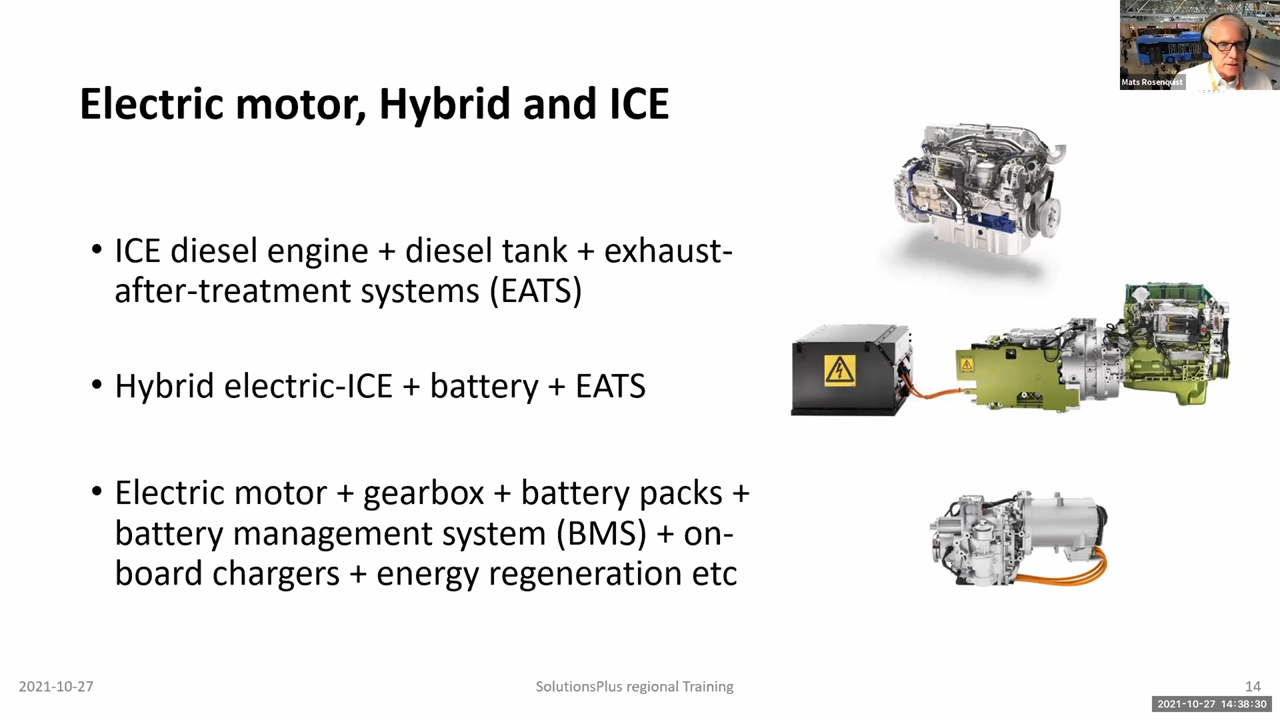 Mats Rosenquist
Electric motor, Hybrid and ICE
• ICE diesel engine + diesel tank + exhaust-
after-treatment systems (EATS)
• Hybrid electric-ICE + battery + EATS
• Electric motor + gearbox + battery packs +
battery management system (BMS) + on-
board chargers + energy regeneration etc
2021-10-27
SolutionsPlus regional Training
14
2021-10-27 14:38:30